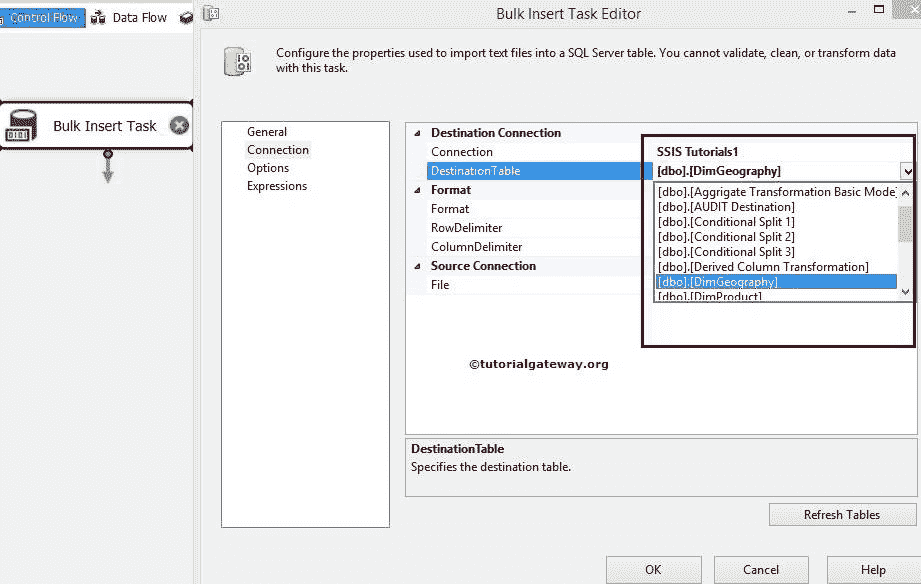 Control Flow
Data Flow
Bulk Insert Task Editor
Configure the properties used to import text files into a SQL Server table. You cannot validate, clean, or transform data
with this task.
Bulk Insert Task
General
Connection
Options
Expressions
Destination Connection
Connection
SSIS Tutorials1
DestinationTable
[dbo].[DimGeography]
Format
Format
RowDelimiter
ColumnDelimiter
Source Connection
File
[dbo].[Aggrigate Transformation Basic Mode]
[dbo].[AUDIT Destination]
[dbo].[Conditional Split 1]
[dbo].[Conditional Split 2]
[dbo].[Conditional Split 3]
[dbo].[Derived Column Transformation]
[dbo].[DimGeography]
[dbo].[DimProduct]
©tutorialgateway.org
DestinationTable
Specifies the destination table.
Refresh Tables
OK
Cancel
Help